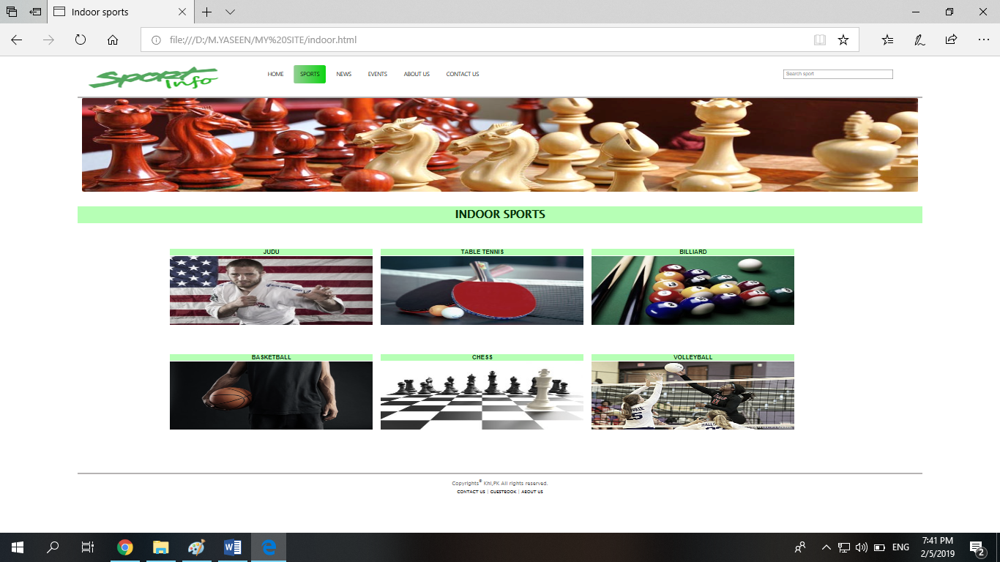 Indoor sports
file:///D:/M.YASEEN/MY%20SITE/indoor.html
Sport info
HOME SPORTS NEWS EVENTS ABOUT US CONTACT US
Search sport
INDOOR SPORTS
JUDU TABLE TENNIS BILLIARD
BASKETBALL CHESS VOLLEYBALL
Copyrights® Khi,PK All rights reserved.
CONTACT US | GUESTBOOK | ABOUT US
ENG
7:41 PM
2/5/2019
2